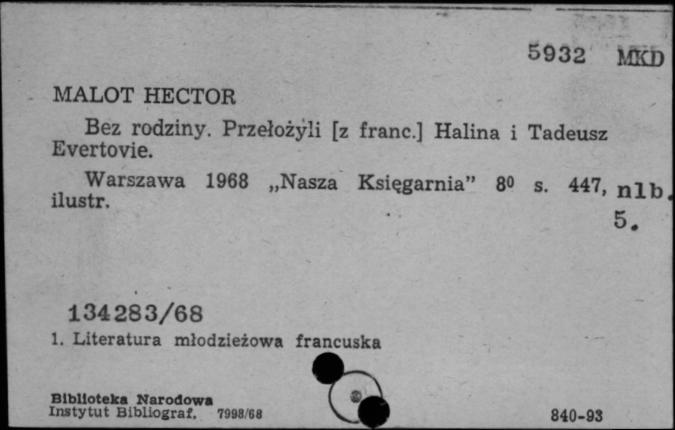 5932 MKD
MALOT HECTOR
Bez rodziny. Przełożyli [z franc.] Halina i Tadeusz
Evertovie.
Warszawa 1968 „Nasza Księgarnia” 8⁰ s. 447, nlb.
ilustr.
5.
134283/68
1. Literatura młodzieżowa francuska
Biblioteka Narodowa
Instytut Bibliograf. 7998/68
840-93